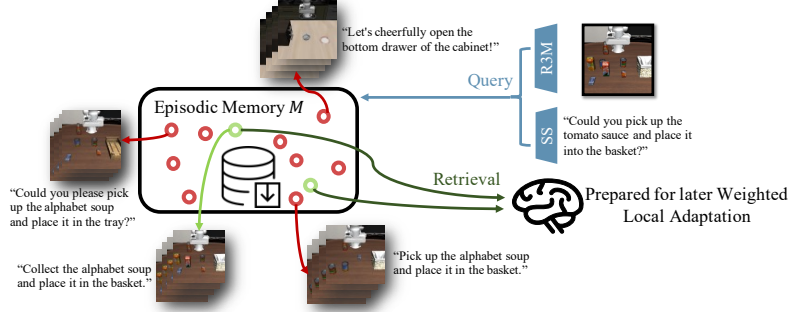 “Let's cheerfully open the
bottom drawer of the cabinet!”
Query
R3M
SS
“Could you pick up the
tomato sauce and place it
into the basket?”
Episodic Memory M
“Could you please pick
up the alphabet soup
and place it in the tray?”
Retrieval
Prepared for later Weighted
Local Adaptation
“Collect the alphabet soup
and place it in the basket.”
“Pick up the alphabet soup
and place it in the basket.”